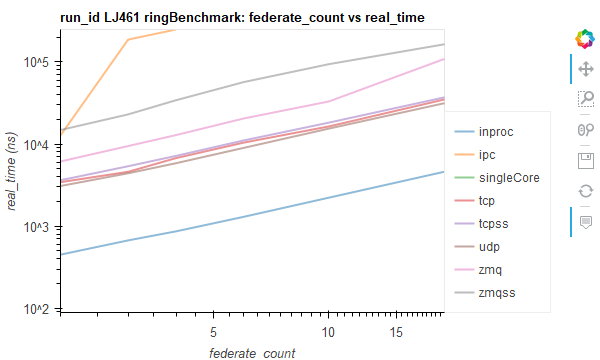 run_id LJ461 ringBenchmark: federate_count vs real_time
real_time (ns)
10^5
10^4
10^3
10^2
5
10
15
federate_count
inproc
ipc
singleCore
tcp
tcpss
udp
zmq
zmqss